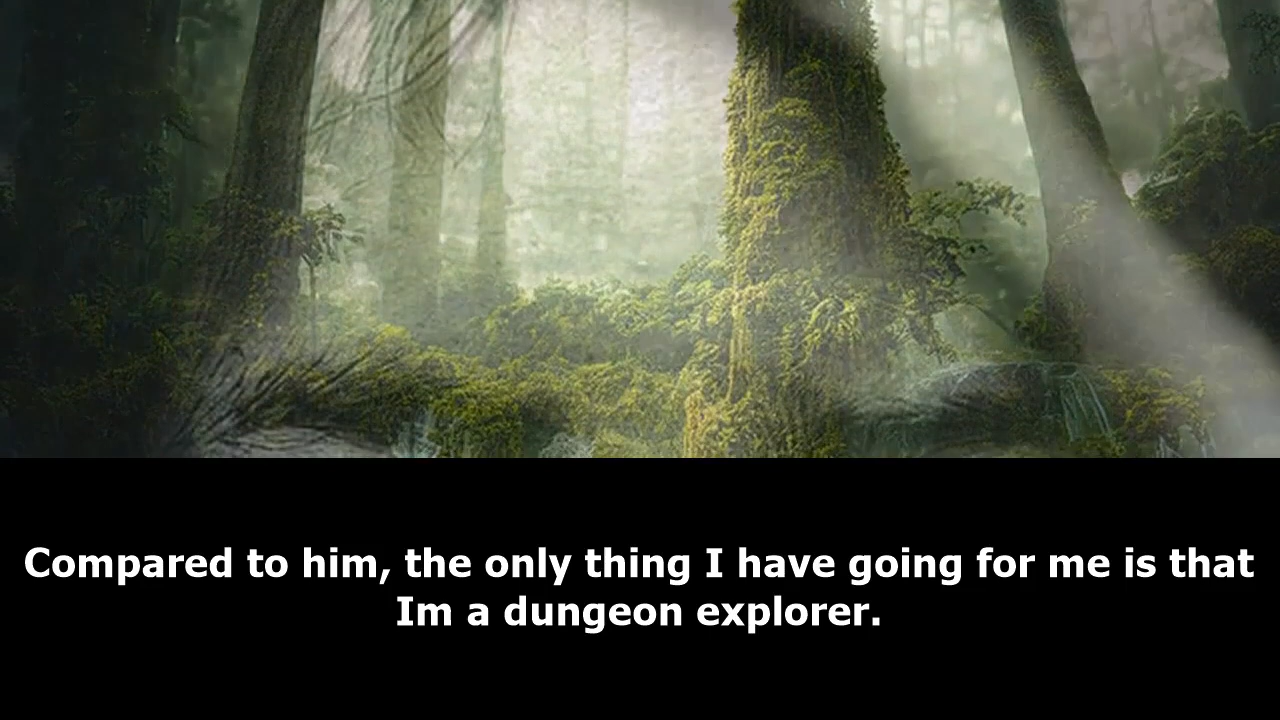 Compared to him, the only thing I have going for me is that
Im a dungeon explorer.